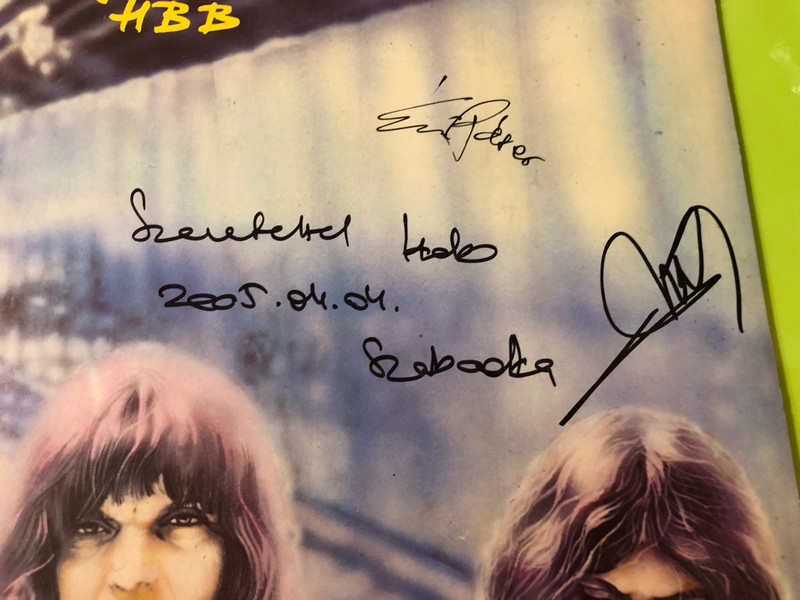 HBB
Szeretettel Hobo
2005.04.04.
Szabadka